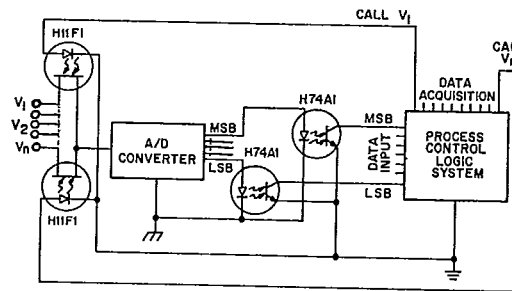 CALL V1
H11F1
V1
V2
Vn
H11F1
A/D
CONVERTER
MSB
LSB
H74A1
H74A1
MSB
DATA
INPUT
LSB
DATA
ACQUISITION
PROCESS
CONTROL
LOGIC
SYSTEM